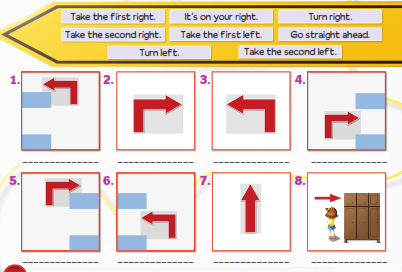 Take the first right. It's on your right. Turn right.
Take the second right. Take the first left. Go straight ahead.
Turn left. Take the second left.
1. 2. 3. 4.
5. 6. 7. 8.